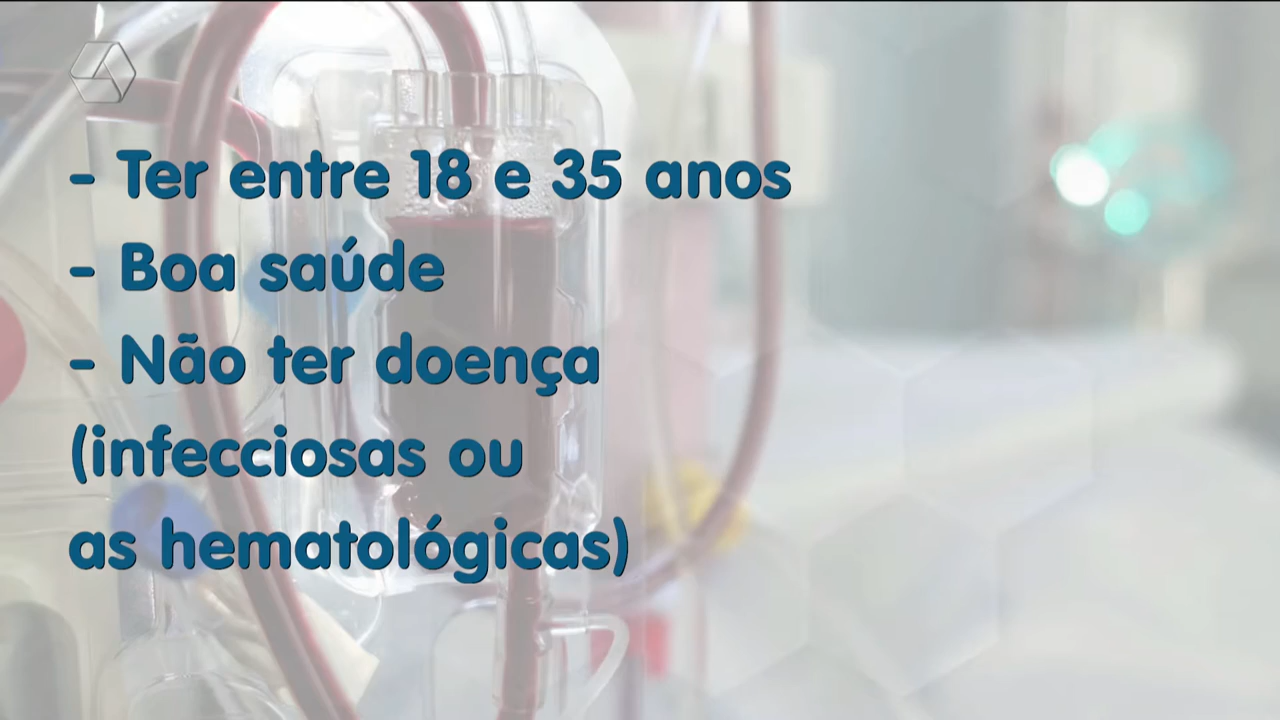 - Ter entre 18 e 35 anos
- Boa saúde
- Não ter doença
(infecciosas ou
as hematológicas)